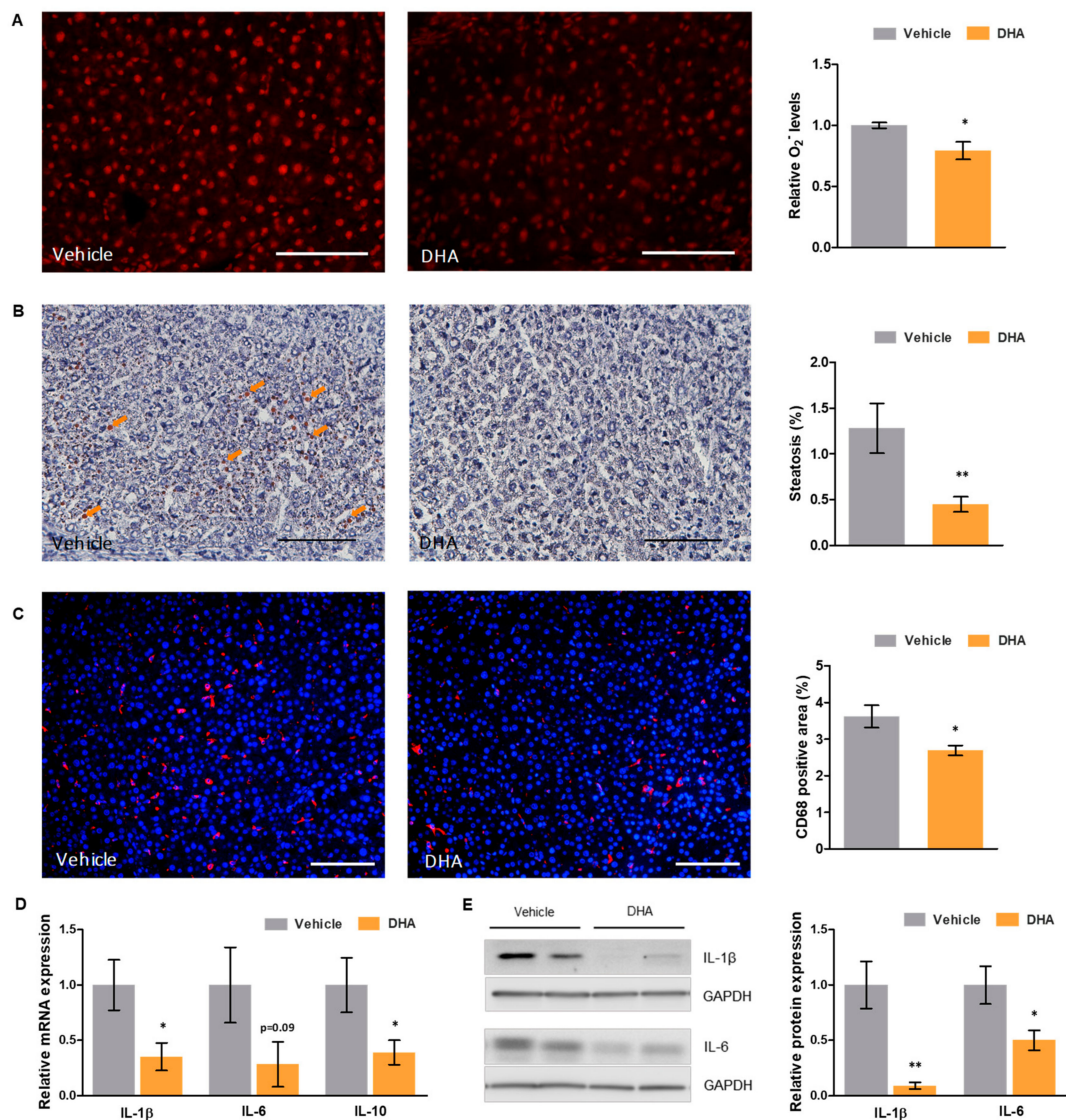 A
Vehicle
DHA
Vehicle DHA
Relative O₂⁻ levels
1.5
1.0
0.5
0.0
*
B
Vehicle
DHA
Vehicle DHA
Steatosis (%)
2.0
1.5
1.0
0.5
0.0
**
C
Vehicle
DHA
Vehicle DHA
CD68 positive area (%)
5
4
3
2
1
0
*
D
Vehicle DHA
Relative mRNA expression
1.5
1.0
0.5
0.0
*
p=0.09
*
IL-1β IL-6 IL-10
E
Vehicle DHA
IL-1β
GAPDH
IL-6
GAPDH
Vehicle DHA
Relative protein expression
1.5
1.0
0.5
0.0
**
*
IL-1β IL-6